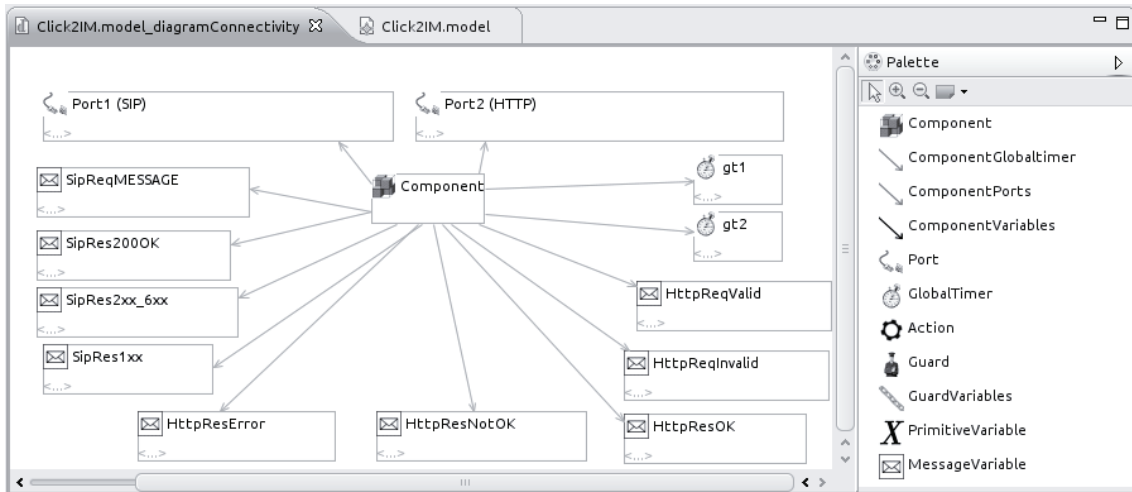 Click2IM.model_diagramConnectivity
Click2IM.model
Port1 (SIP)
<...>
Port2 (HTTP)
<...>
SipReqMESSAGE
<...>
Component
gt1
<...>
SipRes200OK
<...>
gt2
<...>
SipRes2xx_6xx
<...>
HttpReqValid
<...>
SipRes1xx
<...>
HttpReqInvalid
<...>
HttpResError
<...>
HttpResNotOK
<...>
HttpResOK
<...>
Palette
Component
ComponentGlobaltimer
ComponentPorts
ComponentVariables
Port
GlobalTimer
Action
Guard
GuardVariables
PrimitiveVariable
MessageVariable